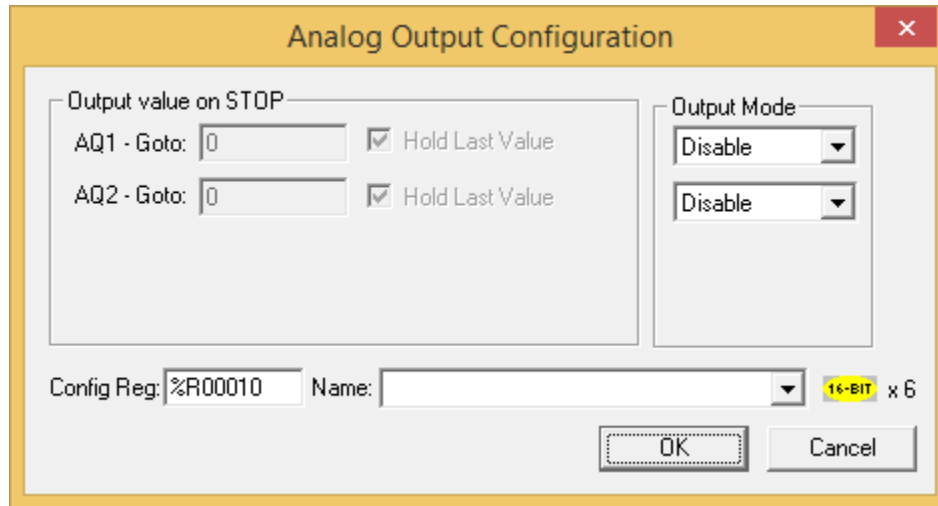 Analog Output Configuration
Output value on STOP
Output Mode
AQ1 - Goto: 0 Hold Last Value Disable
AQ2 - Goto: 0 Hold Last Value Disable
Config Reg: %R00010 Name: 16-BIT x 6
OK Cancel